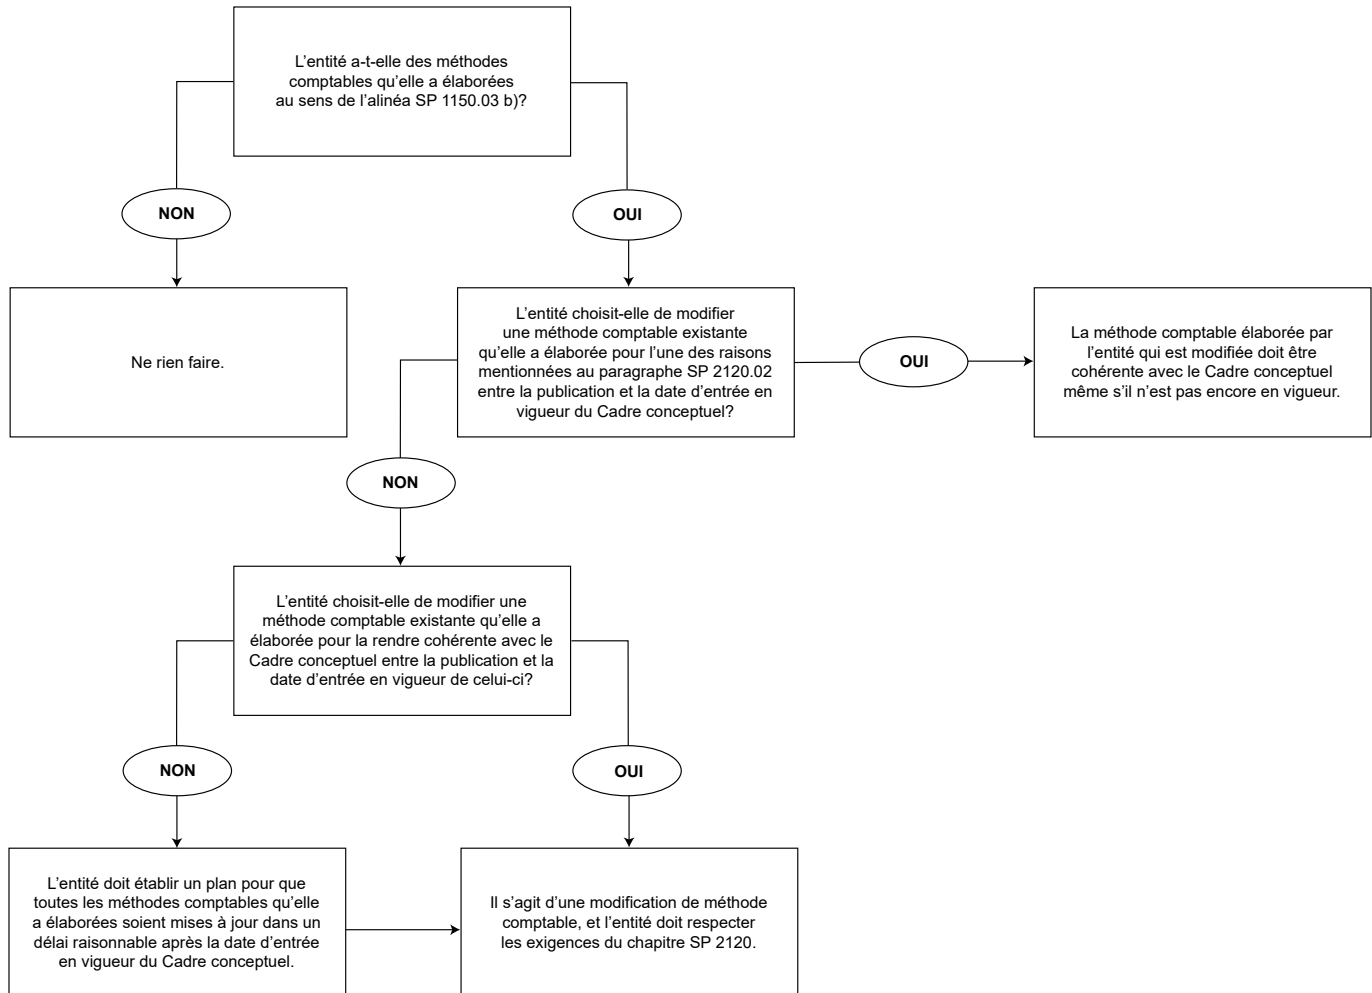 L'entité a-t-elle des méthodes
comptables qu'elle a élaborées
au sens de l'alinéa SP 1150.03 b)?
NON
OUI
Ne rien faire.
L'entité choisit-elle de modifier
une méthode comptable existante
qu'elle a élaborée pour l'une des raisons
mentionnées au paragraphe SP 2120.02
entre la publication et la date d'entrée en
vigueur du Cadre conceptuel?
OUI
La méthode comptable élaborée par
l'entité qui est modifiée doit être
cohérente avec le Cadre conceptuel
même s'il n'est pas encore en vigueur.
NON
L'entité choisit-elle de modifier une
méthode comptable existante qu'elle a
élaborée pour la rendre cohérente avec le
Cadre conceptuel entre la publication et la
date d'entrée en vigueur de celui-ci?
NON
OUI
L'entité doit établir un plan pour que
toutes les méthodes comptables qu'elle
a élaborées soient mises à jour dans un
délai raisonnable après la date d'entrée
en vigueur du Cadre conceptuel.
Il s'agit d'une modification de méthode
comptable, et l'entité doit respecter
les exigences du chapitre SP 2120.